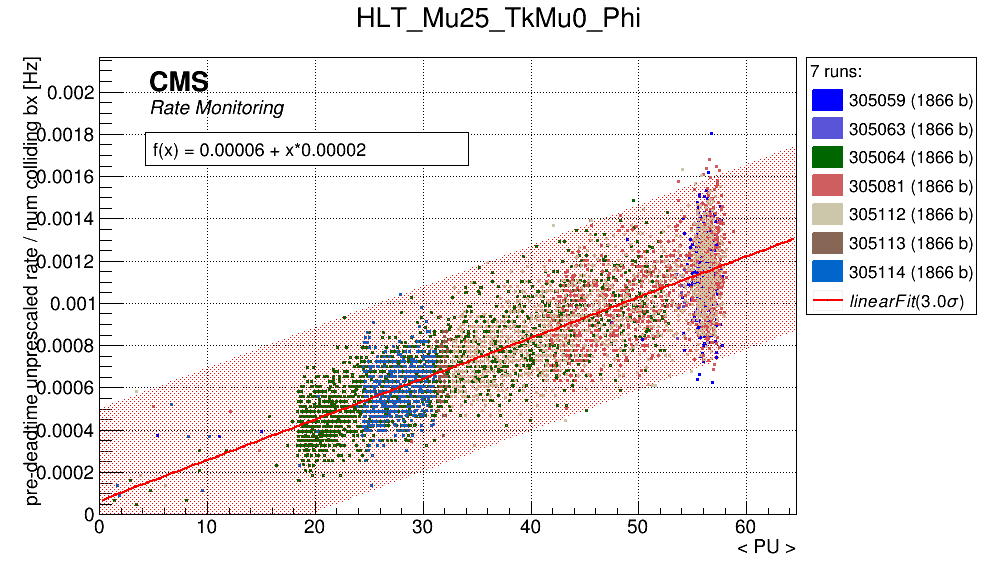 HLT_Mu25_TkMu0_Phi
pre-deadtime unprescaled rate / num colliding bx [Hz]
CMS
Rate Monitoring
f(x) = 0.00006 + x*0.00002
0.002
0.0018
0.0016
0.0014
0.0012
0.001
0.0008
0.0006
0.0004
0.0002
0
0 10 20 30 40 50 60
< PU >
7 runs:
305059 (1866 b)
305063 (1866 b)
305064 (1866 b)
305081 (1866 b)
305112 (1866 b)
305113 (1866 b)
305114 (1866 b)
linearFit(3.0σ)